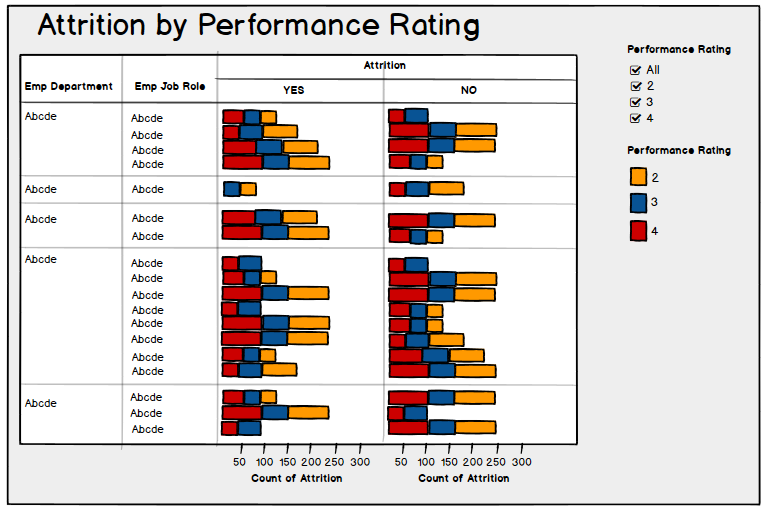 Attrition by Performance Rating
Attrition
Emp Department Emp Job Role YES NO
Abcde Abcde
Abcde
Abcde
Abcde
Abcde Abcde
Abcde Abcde
Abcde
Abcde Abcde
Abcde
Abcde
Abcde
Abcde
Abcde
Abcde
Abcde
Abcde Abcde
Abcde
Abcde
50 100 150 200 250 300 50 100 150 200 250 300
Count of Attrition Count of Attrition
Performance Rating
All
2
3
4
Performance Rating
2
3
4